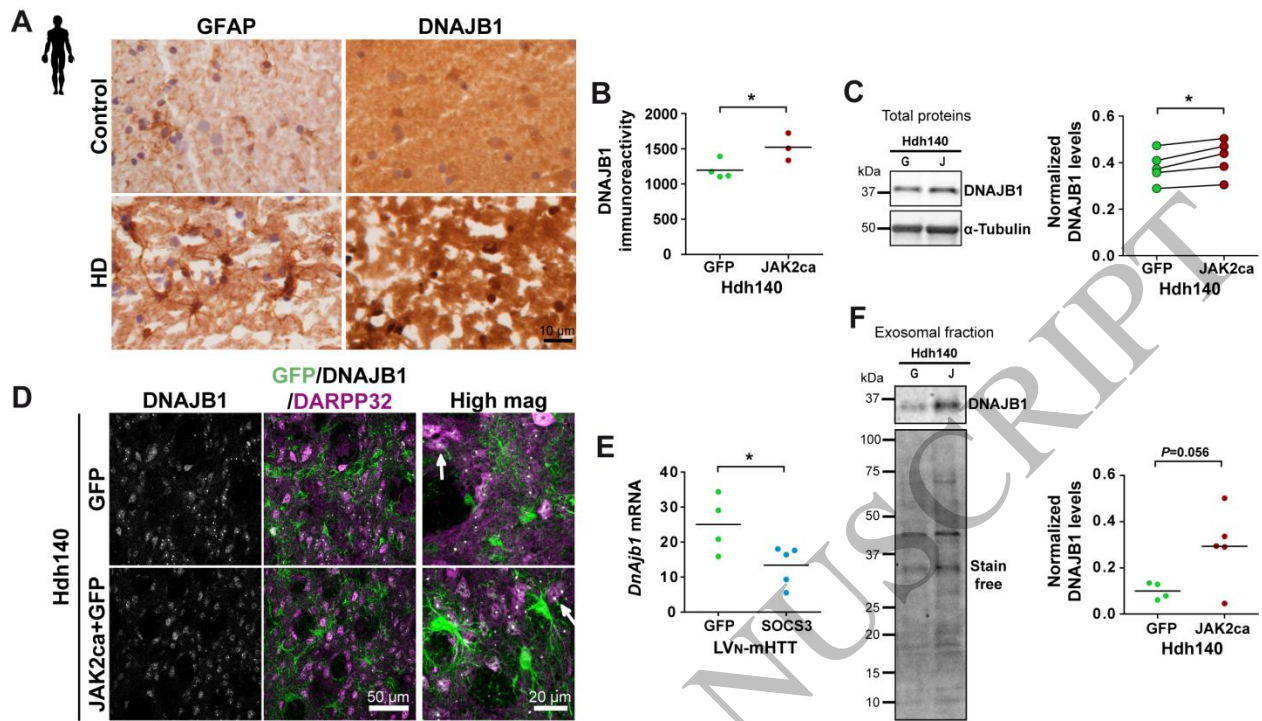 A
GFAP
DNAJB1
Control
HD
10 µm
B
DNAJB1
immunoreactivity
2000
1500
1000
500
0
*
GFP
JAK2ca
Hdh140
C
Total proteins
Hdh140
G
J
kDa
37
DNAJB1
50
α-Tubulin
Normalized
DNAJB1 levels
0.6
0.4
0.2
0.0
*
GFP
JAK2ca
Hdh140
D
DNAJB1
GFP/DNAJB1
/DARPP32
High mag
Hdh140
GFP
JAK2ca+GFP
50 µm
20 µm
E
DnAjb1 mRNA
40
30
20
10
0
*
GFP
SOCS3
LVN-mHTT
F
Exosomal fraction
Hdh140
G
J
kDa
37
DNAJB1
100
75
50
37
25
20
15
10
Stain
free
Normalized
DNAJB1 levels
0.6
0.4
0.2
0.0
P=0.056
GFP
JAK2ca
Hdh140
NUSCRIPT